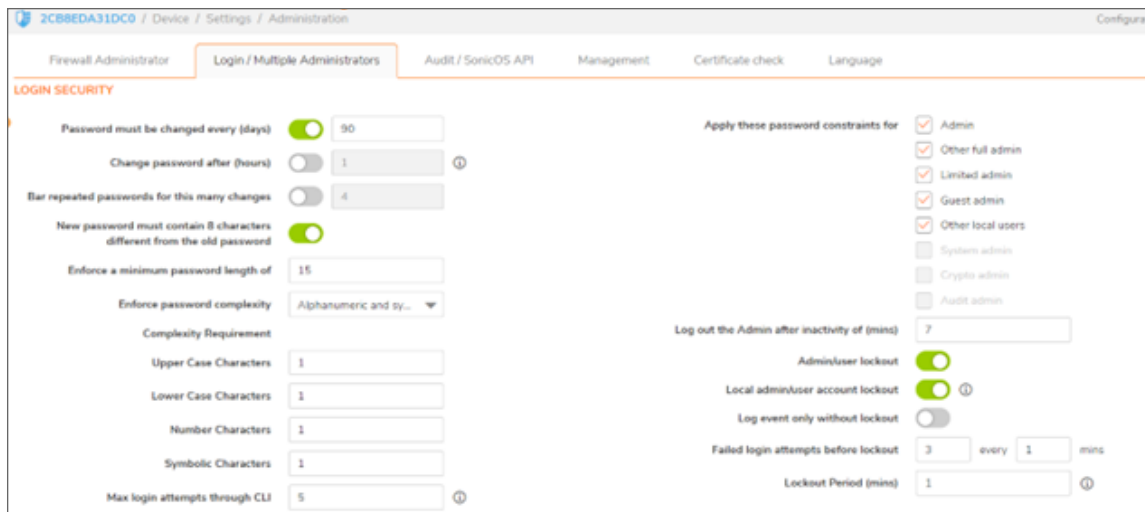 2CB8EDA31DC0 / Device / Settings / Administration
Configura
Firewall Administrator
Login / Multiple Administrators
Audit / SonicOS API
Management
Certificate check
Language
LOGIN SECURITY
Password must be changed every (days)
90
Change password after (hours)
1
Bar repeated passwords for this many changes
4
New password must contain 8 characters
different from the old password
Enforce a minimum password length of
15
Enforce password complexity
Alphanumeric and sy...
Complexity Requirement
Upper Case Characters
1
Lower Case Characters
1
Number Characters
1
Symbolic Characters
1
Max login attempts through CLI
5
Apply these password constraints for
Admin
Other full admin
Limited admin
Guest admin
Other local users
System admin
Crypto admin
Audit admin
Log out the Admin after inactivity of (mins)
7
Admin/user lockout
Local admin/user account lockout
Log event only without lockout
Failed login attempts before lockout
3 every 1 mins
Lockout Period (mins)
1